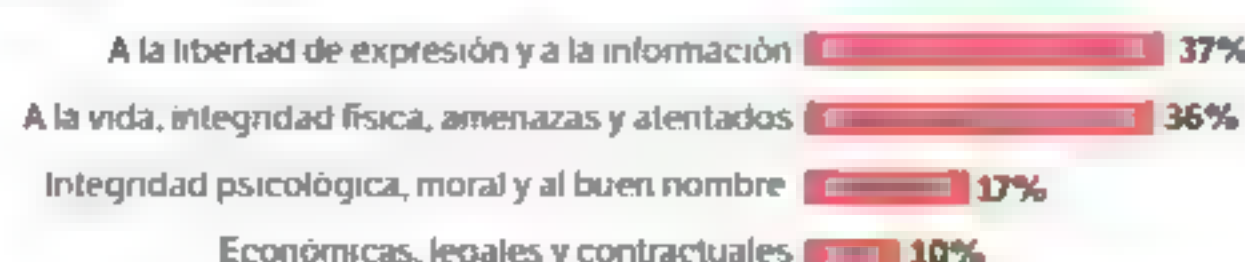 A la libertad de expresión y a la información 37%
A la vida, integridad física, amenazas y atentados 36%
Integridad psicológica, moral y al buen nombre 17%
Económicas, legales y contractuales 10%